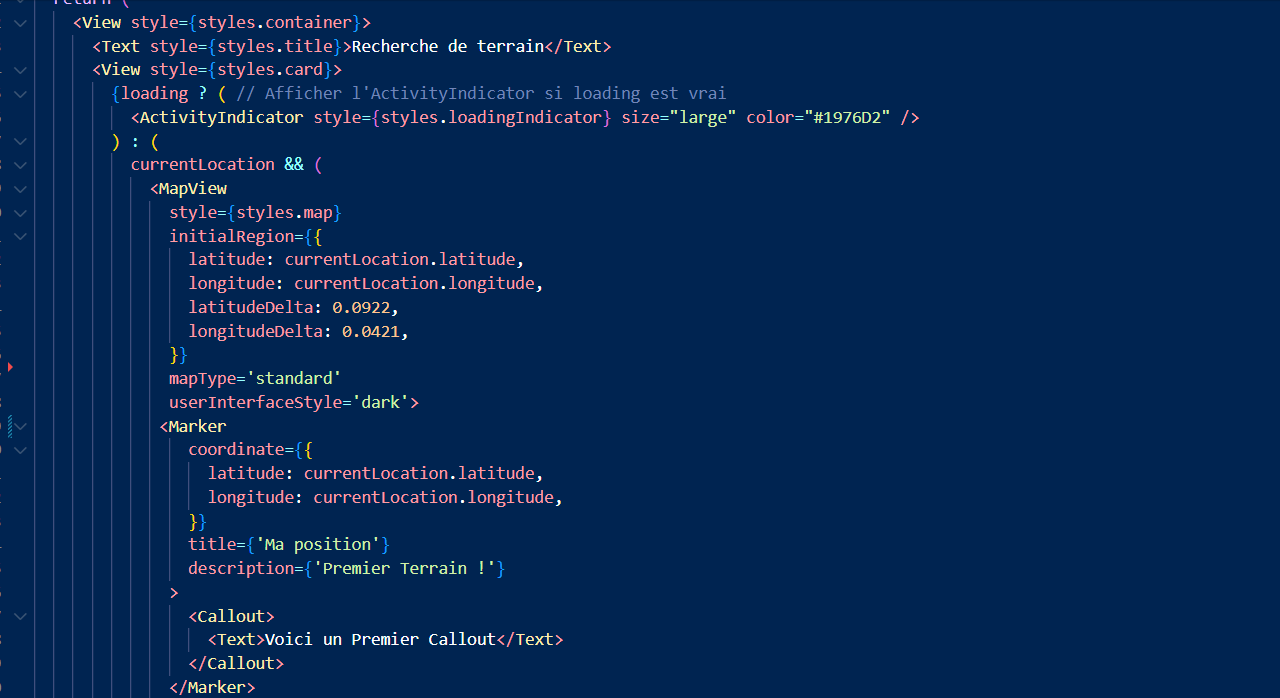 return (
<View style={styles.container}>
<Text style={styles.title}>Recherche de terrain</Text>
<View style={styles.card}>
{loading ? ( // Afficher l'ActivityIndicator si loading est vrai
<ActivityIndicator style={styles.loadingIndicator} size="large" color="#1976D2" />
) : (
currentLocation && (
<MapView
style={styles.map}
initialRegion={{
latitude: currentLocation.latitude,
longitude: currentLocation.longitude,
latitudeDelta: 0.0922,
longitudeDelta: 0.0421,
}}
mapType='standard'
userInterfaceStyle='dark'>
<Marker
coordinate={{
latitude: currentLocation.latitude,
longitude: currentLocation.longitude,
}}
title={'Ma position'}
description={'Premier Terrain !'}
>
<Callout>
<Text>Voici un Premier Callout</Text>
</Callout>
</Marker>